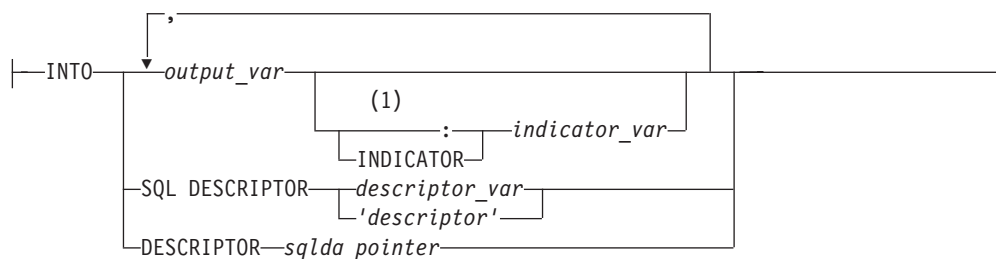 ,
INTO output_var
(1)
: indicator_var
INDICATOR
SQL DESCRIPTOR descriptor_var
'descriptor'
DESCRIPTOR sqlda pointer